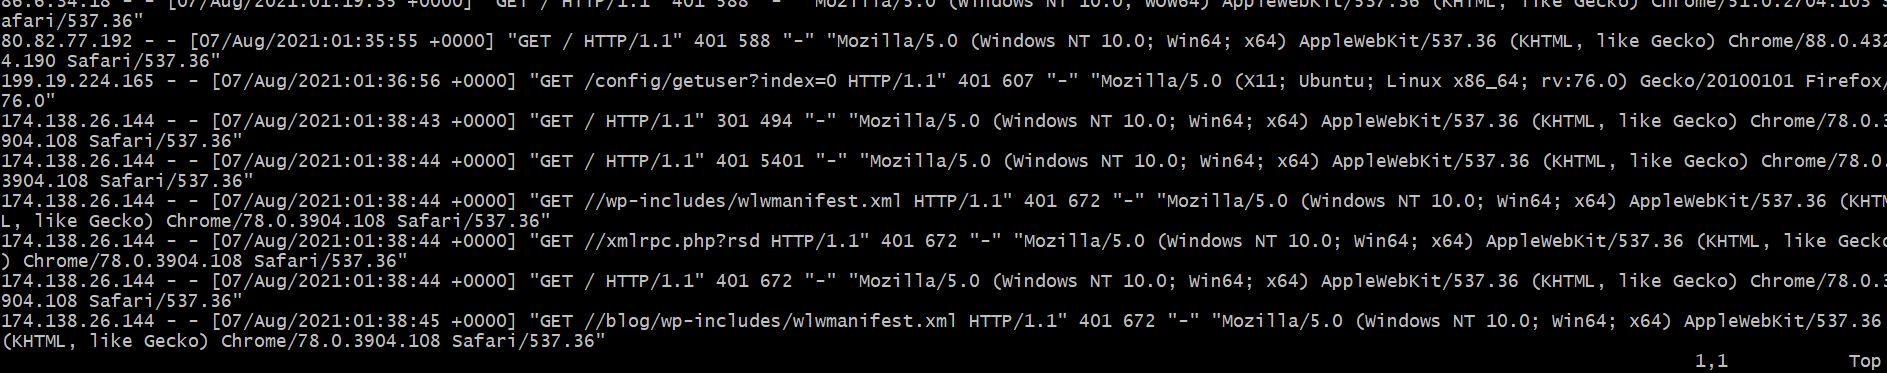 86.6.34.18 - - [07/Aug/2021:01:19:35 +0000] "GET / HTTP/1.1" 401 588 "-" "Mozilla/5.0 (Windows NT 10.0; WOW64) AppleWebKit/537.36 (KHTML, like Gecko) Chrome/51.0.2704.103 S
afari/537.36"
80.82.77.192 - - [07/Aug/2021:01:35:55 +0000] "GET / HTTP/1.1" 401 588 "-" "Mozilla/5.0 (Windows NT 10.0; Win64; x64) AppleWebKit/537.36 (KHTML, like Gecko) Chrome/88.0.432
4.190 Safari/537.36"
199.19.224.165 - - [07/Aug/2021:01:36:56 +0000] "GET /config/getuser?index=0 HTTP/1.1" 401 607 "-" "Mozilla/5.0 (X11; Ubuntu; Linux x86_64; rv:76.0) Gecko/20100101 Firefox/
76.0"
174.138.26.144 - - [07/Aug/2021:01:38:43 +0000] "GET / HTTP/1.1" 301 494 "-" "Mozilla/5.0 (Windows NT 10.0; Win64; x64) AppleWebKit/537.36 (KHTML, like Gecko) Chrome/78.0.3
904.108 Safari/537.36"
174.138.26.144 - - [07/Aug/2021:01:38:44 +0000] "GET / HTTP/1.1" 401 5401 "-" "Mozilla/5.0 (Windows NT 10.0; Win64; x64) AppleWebKit/537.36 (KHTML, like Gecko) Chrome/78.0.
3904.108 Safari/537.36"
174.138.26.144 - - [07/Aug/2021:01:38:44 +0000] "GET //wp-includes/wlwmanifest.xml HTTP/1.1" 401 672 "-" "Mozilla/5.0 (Windows NT 10.0; Win64; x64) AppleWebKit/537.36 (KHTM
L, like Gecko) Chrome/78.0.3904.108 Safari/537.36"
174.138.26.144 - - [07/Aug/2021:01:38:44 +0000] "GET //xmlrpc.php?rsd HTTP/1.1" 401 672 "-" "Mozilla/5.0 (Windows NT 10.0; Win64; x64) AppleWebKit/537.36 (KHTML, like Gecko
) Chrome/78.0.3904.108 Safari/537.36"
174.138.26.144 - - [07/Aug/2021:01:38:44 +0000] "GET / HTTP/1.1" 401 672 "-" "Mozilla/5.0 (Windows NT 10.0; Win64; x64) AppleWebKit/537.36 (KHTML, like Gecko) Chrome/78.0.3
904.108 Safari/537.36"
174.138.26.144 - - [07/Aug/2021:01:38:45 +0000] "GET //blog/wp-includes/wlwmanifest.xml HTTP/1.1" 401 672 "-" "Mozilla/5.0 (Windows NT 10.0; Win64; x64) AppleWebKit/537.36
(KHTML, like Gecko) Chrome/78.0.3904.108 Safari/537.36"
1,1 Top